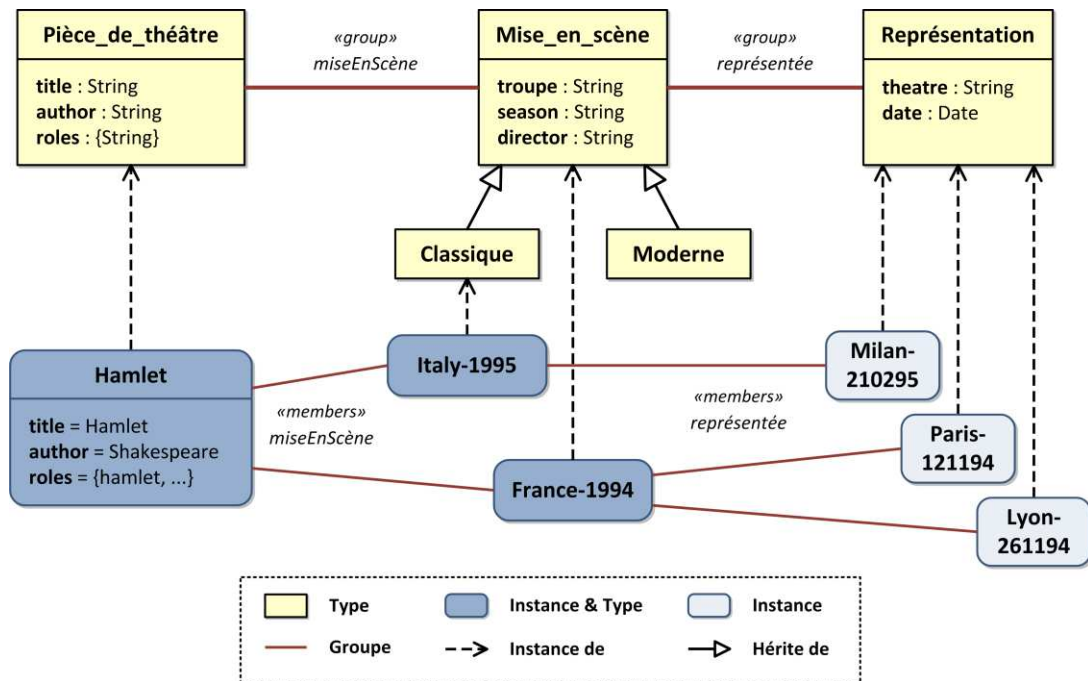 Pièce_de_théâtre
title : String
author : String
roles : {String}
«group»
miseEnScène
Mise_en_scène
troupe : String
season : String
director : String
«group»
représentée
Représentation
theatre : String
date : Date
Classique
Moderne
Hamlet
title = Hamlet
author = Shakespeare
roles = {hamlet, ...}
Italy-1995
Milan-
210295
«members»
miseEnScène
«members»
représentée
France-1994
Paris-
121194
Lyon-
261194
Type
Instance & Type
Instance
Groupe
Instance de
Hérite de